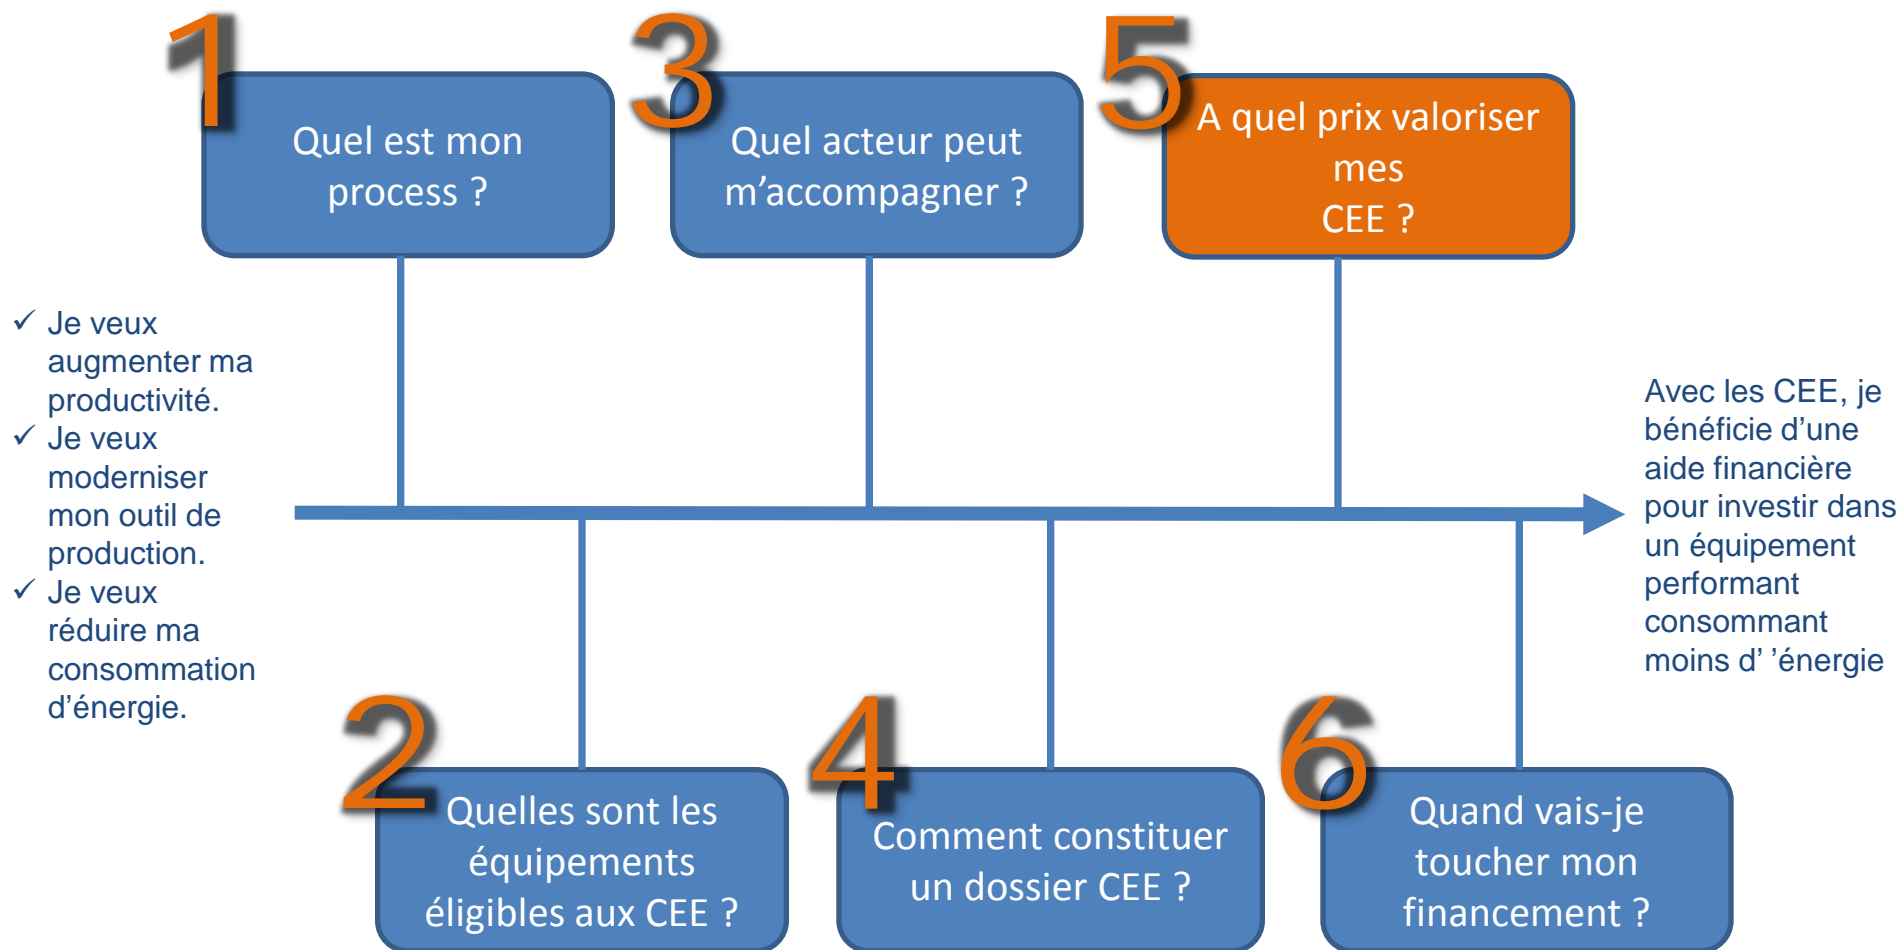 1
Quel est mon
process ?
3
Quel acteur peut
m’accompagner ?
5
A quel prix valoriser
mes
CEE ?
✓ Je veux
augmenter ma
productivité.
✓ Je veux
moderniser
mon outil de
production.
✓ Je veux
réduire ma
consommation
d’énergie.
Avec les CEE, je
bénéficie d’une
aide financière
pour investir dans
un équipement
performant
consommant
moins d’ ’énergie
2
Quelles sont les
équipements
éligibles aux CEE ?
4
Comment constituer
un dossier CEE ?
6
Quand vais-je
toucher mon
financement ?